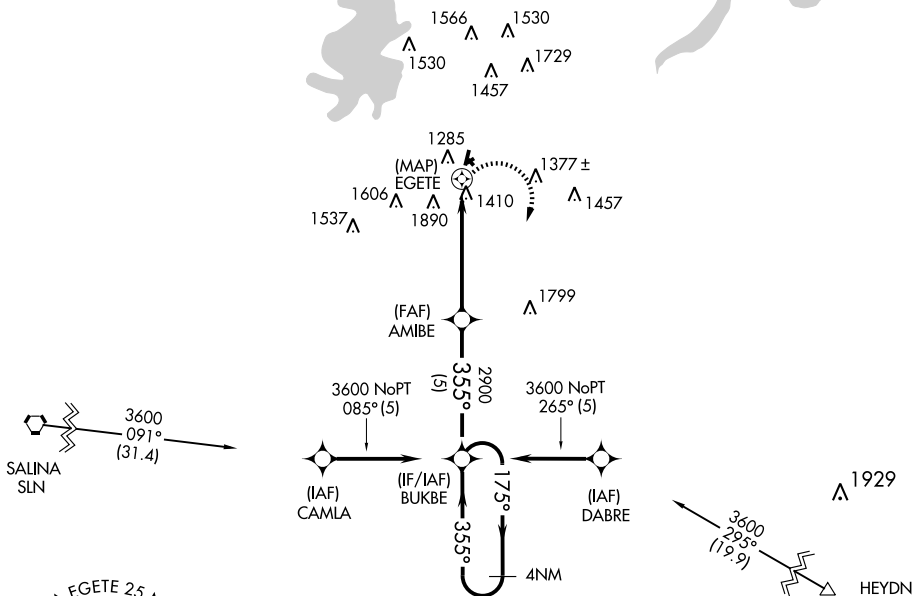 1566
1530
1530
1729
1457
1285
(MAP)
EGETE
1377 ±
1606
1410
1457
1537
1890
(FAF)
AMIBE
1799
2900
355°
(5)
3600 NoPT
085° (5)
3600 NoPT
265° (5)
3600
091°
(31.4)
SALINA
SLN
(IAF)
CAMLA
(IF/IAF)
BUKBE
175°
(IAF)
DABRE
1929
355°
3600
295°
(19.9)
4NM
HEYDN
EGETE 25